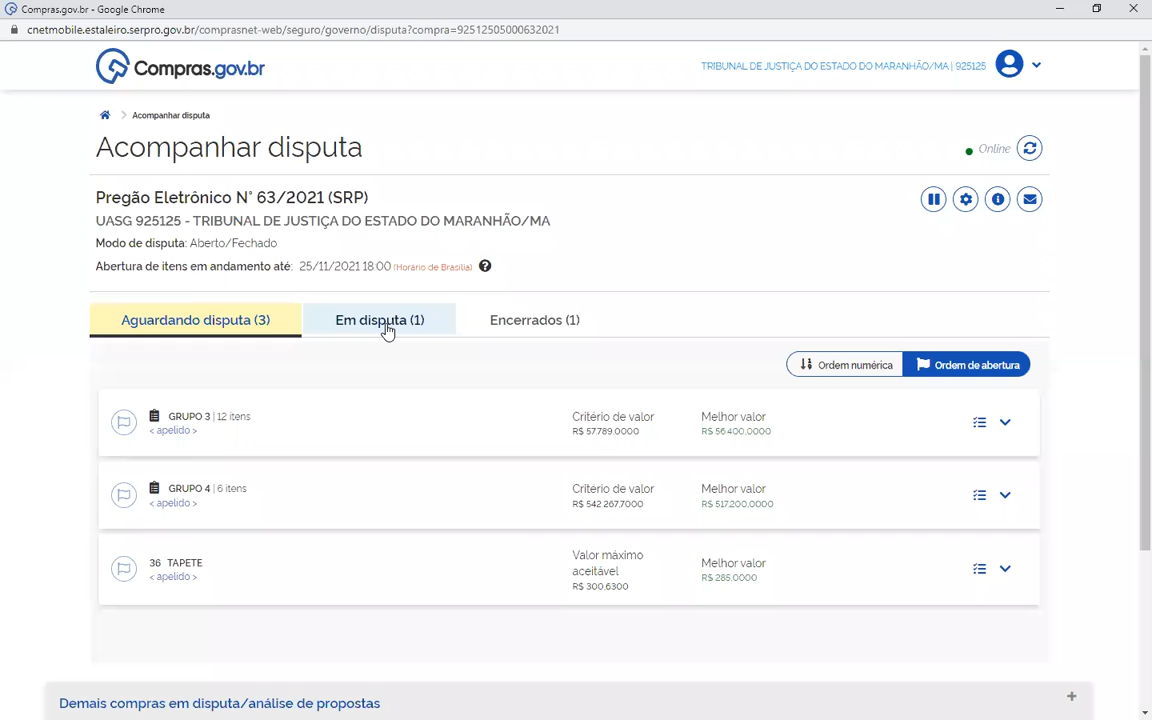 Compras.gov.br - Google Chrome
cnetmobile.estaleiro.serpro.gov.br/comprasnet-web/seguro/governo/disputa?compra=92512505000632021
Compras.gov.br
TRIBUNAL DE JUSTIÇA DO ESTADO DO MARANHÃO/MA | 925125
Acompanhar disputa
Acompanhar disputa
Online
Pregão Eletrônico N° 63/2021 (SRP)
UASG 925125 - TRIBUNAL DE JUSTIÇA DO ESTADO DO MARANHÃO/MA
Modo de disputa: Aberto/Fechado
Abertura de itens em andamento até: 25/11/2021 18:00 (Horário de Brasília)
Aguardando disputa (3) Em disputa (1) Encerrados (1)
Ordem numérica Ordem de abertura
GRUPO 3 | 12 itens Critério de valor Melhor valor
< apelido > R$ 57.789,0000 R$ 56.400,0000
GRUPO 4 | 6 itens Critério de valor Melhor valor
< apelido > R$ 542.267,7000 R$ 517.200,0000
36 TAPETE Valor máximo aceitável Melhor valor
< apelido > R$ 300,6300 R$ 285,0000
Demais compras em disputa/análise de propostas